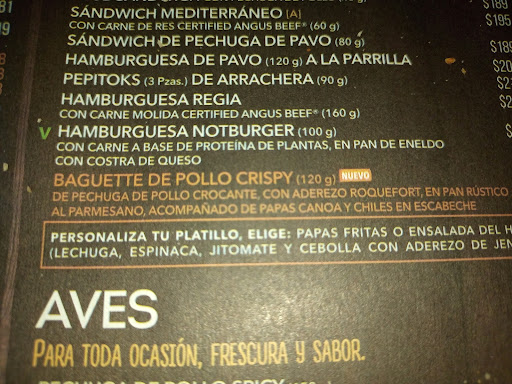 81
$189
SÁNDWICH MEDITERRÁNEO [A]
$195
CON CARNE DE RES CERTIFIED ANGUS BEEF® (60 g)
SÁNDWICH DE PECHUGA DE PAVO (80 g)
HAMBURGUESA DE PAVO (120 g) A LA PARRILLA
PEPITOKS (3 Pzas.) DE ARRACHERA (90 g)
HAMBURGUESA REGIA
CON CARNE MOLIDA CERTIFIED ANGUS BEEF® (160 g)
V HAMBURGUESA NOTBURGER (100 g)
CON CARNE A BASE DE PROTEÍNA DE PLANTAS, EN PAN DE ENELDO
CON COSTRA DE QUESO
BAGUETTE DE POLLO CRISPY (120 g) NUEVO
DE PECHUGA DE POLLO CROCANTE, CON ADEREZO ROQUEFORT, EN PAN RÚSTICO
AL PARMESANO, ACOMPAÑADO DE PAPAS CANOA Y CHILES EN ESCABECHE
PERSONALIZA TU PLATILLO, ELIGE: PAPAS FRITAS O ENSALADA DEL H
(LECHUGA, ESPINACA, JITOMATE Y CEBOLLA CON ADEREZO DE JEN
AVES
PARA TODA OCASIÓN, FRESCURA Y SABOR.